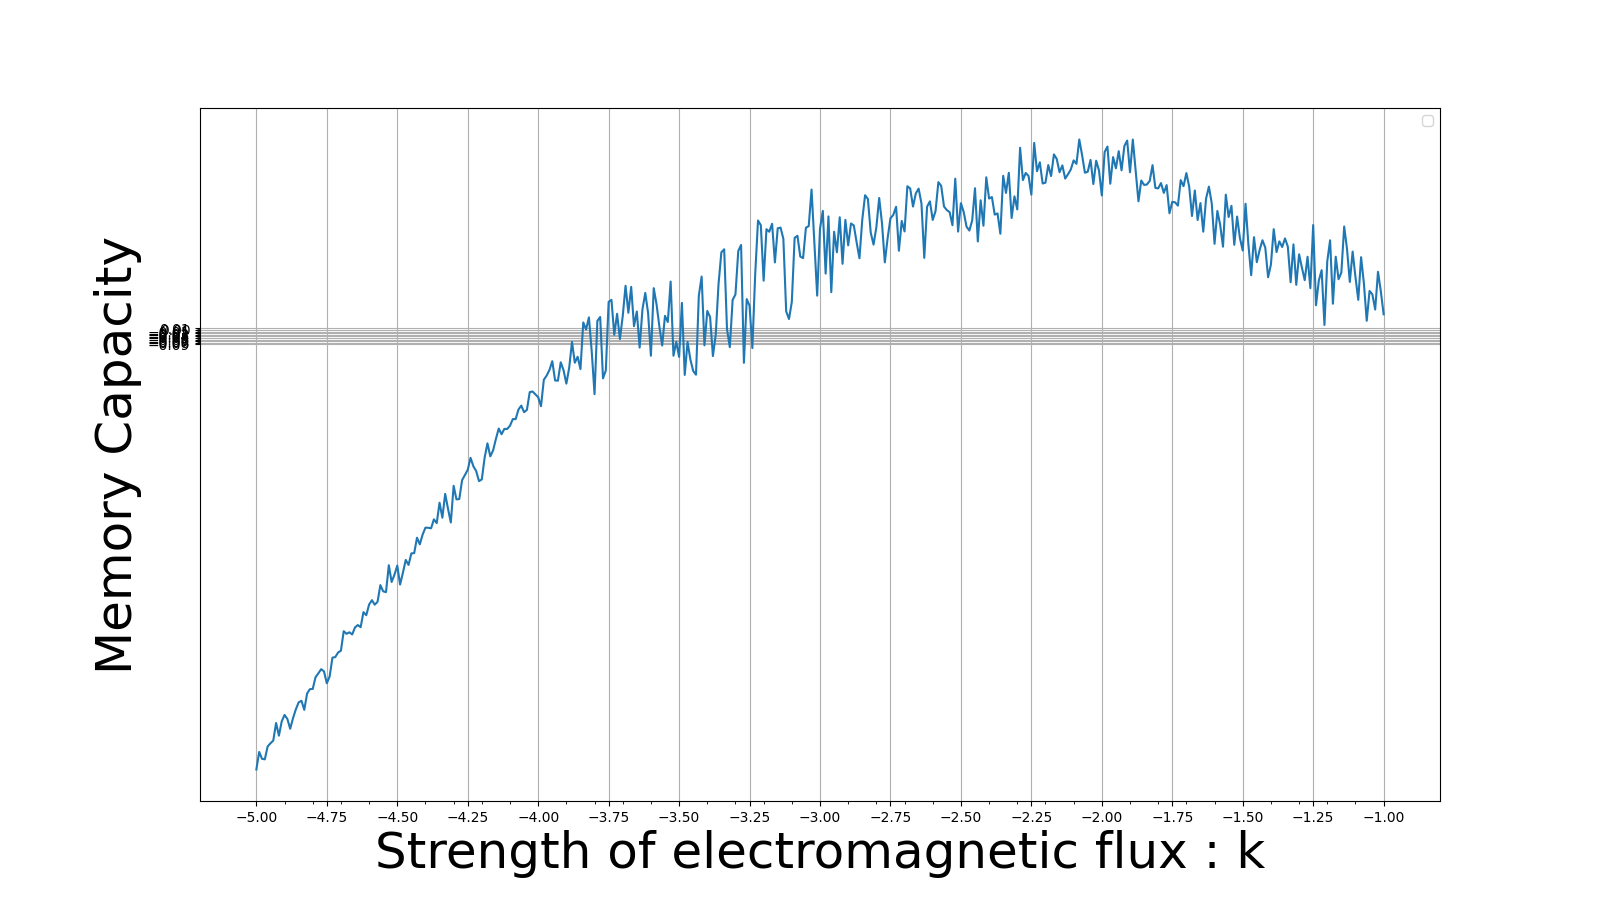 Memory Capacity
−5.00 −4.75 −4.50 −4.25 −4.00 −3.75 −3.50 −3.25 −3.00 −2.75 −2.50 −2.25 −2.00 −1.75 −1.50 −1.25 −1.00
Strength of electromagnetic flux : k